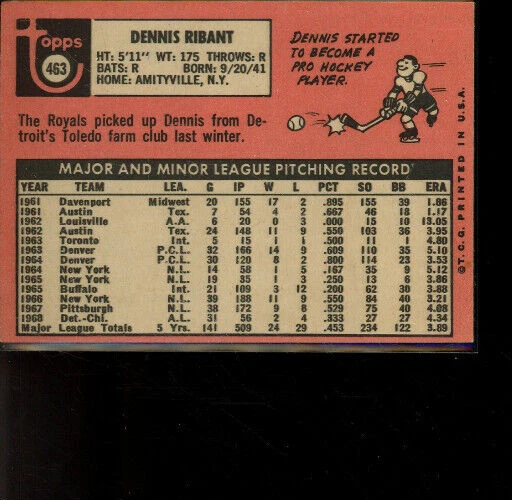 topps
463
DENNIS RIBANT
HT: 5'11" WT: 175 THROWS: R
BATS: R BORN: 9/20/41
HOME: AMITYVILLE, N.Y.
DENNIS STARTED
TO BECOME A
PRO HOCKEY
PLAYER.
The Royals picked up Dennis from De-
troit's Toledo farm club last winter.
MAJOR AND MINOR LEAGUE PITCHING RECORD
YEAR TEAM LEA. G IP W L PCT SO BB ERA
1961 Davenport Midwest 20 155 17 2 .895 155 39 1.86
1961 Austin Tex. 7 54 4 2 .667 46 18 1.17
1962 Louisville A.A. 6 20 3 3 .500 15 10 13.05
1962 Austin Tex. 24 148 11 9 .550 103 36 3.95
1963 Toronto Int. 5 15 1 1 .500 11 1 4.80
1963 Denver P.C.L. 32 166 14 9 .609 110 35 5.10
1964 Denver P.C.L. 30 180 8 2 .800 114 23 3.53
1964 New York N.L. 14 58 1 5 .167 35 9 5.12
1965 New York N.L. 19 35 1 3 .250 13 6 3.86
1965 Buffalo Int. 21 109 3 12 .200 62 30 3.88
1966 New York N.L. 39 188 11 9 .550 84 40 3.21
1967 Pittsburgh N.L. 38 172 9 8 .529 75 40 4.08
1968 Det.-Chi. A.L. 31 56 2 4 .333 27 27 4.34
Major League Totals 5 Yrs. 141 509 24 29 .453 234 122 3.89
©T.C.G. PRINTED IN U.S.A.